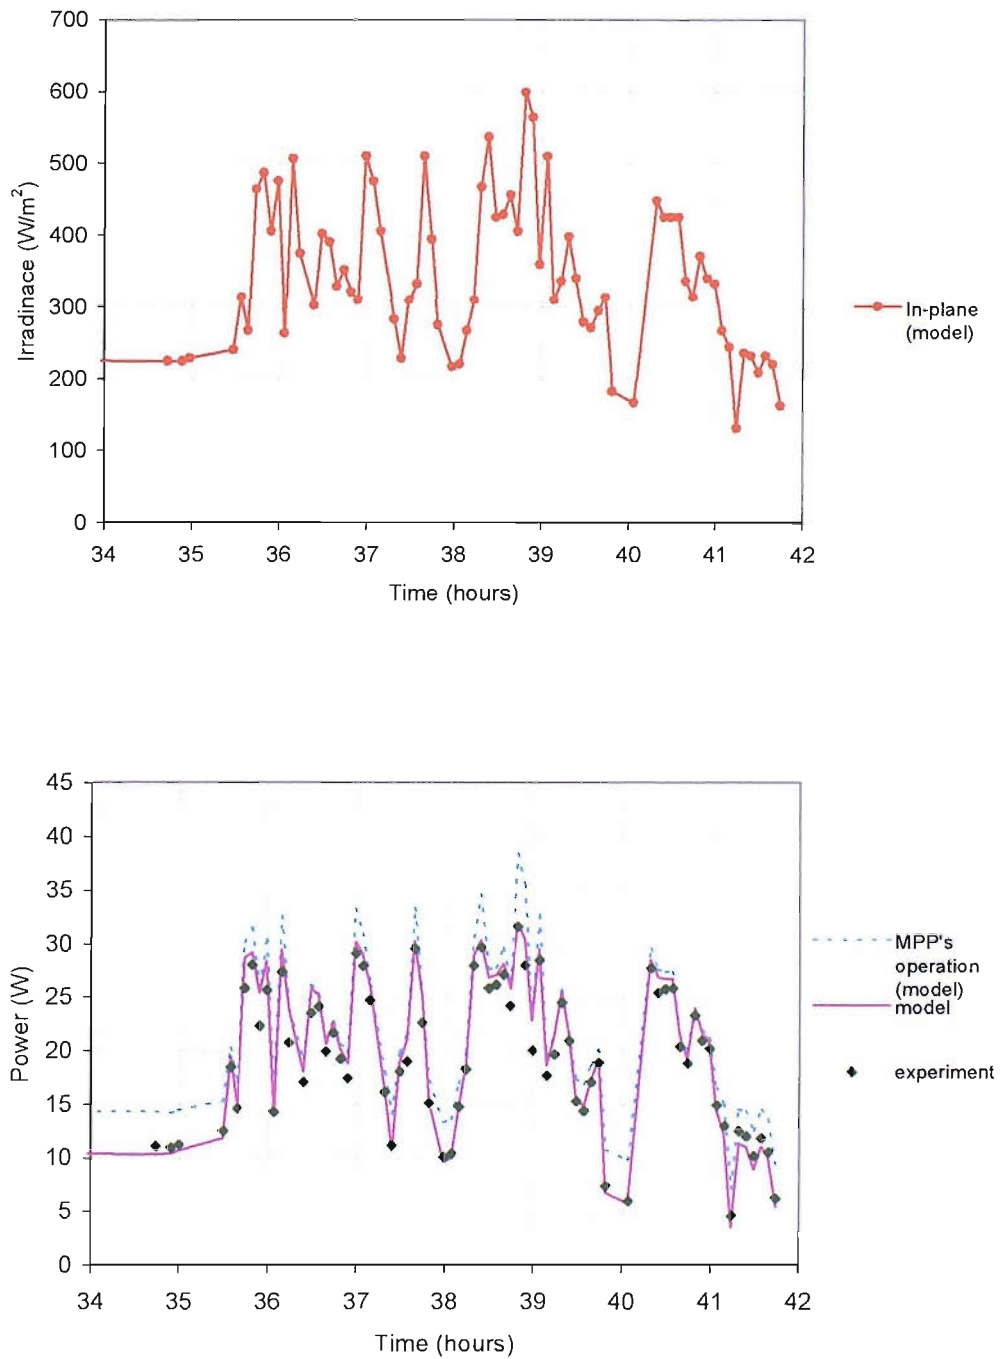 700
600
500
400
300
200
100
0
Irradinace (W/m²)
34 35 36 37 38 39 40 41 42
Time (hours)
In-plane
(model)
45
40
35
30
25
20
15
10
5
0
Power (W)
34 35 36 37 38 39 40 41 42
Time (hours)
MPP's
operation
(model)
model
experiment